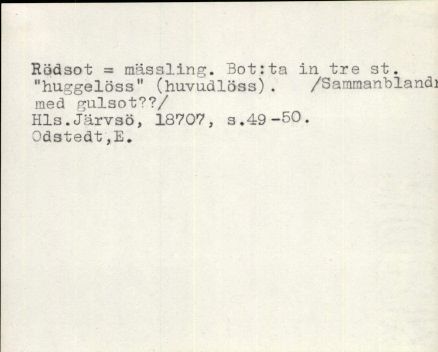 Rödsot = mässling. Bot:ta in tre st.
"huggelöss" (huvudlöss). /Sammanbland
med gulsot??/
Hls.Järvsö, 18707, s.49-50.
Odstedt,E.